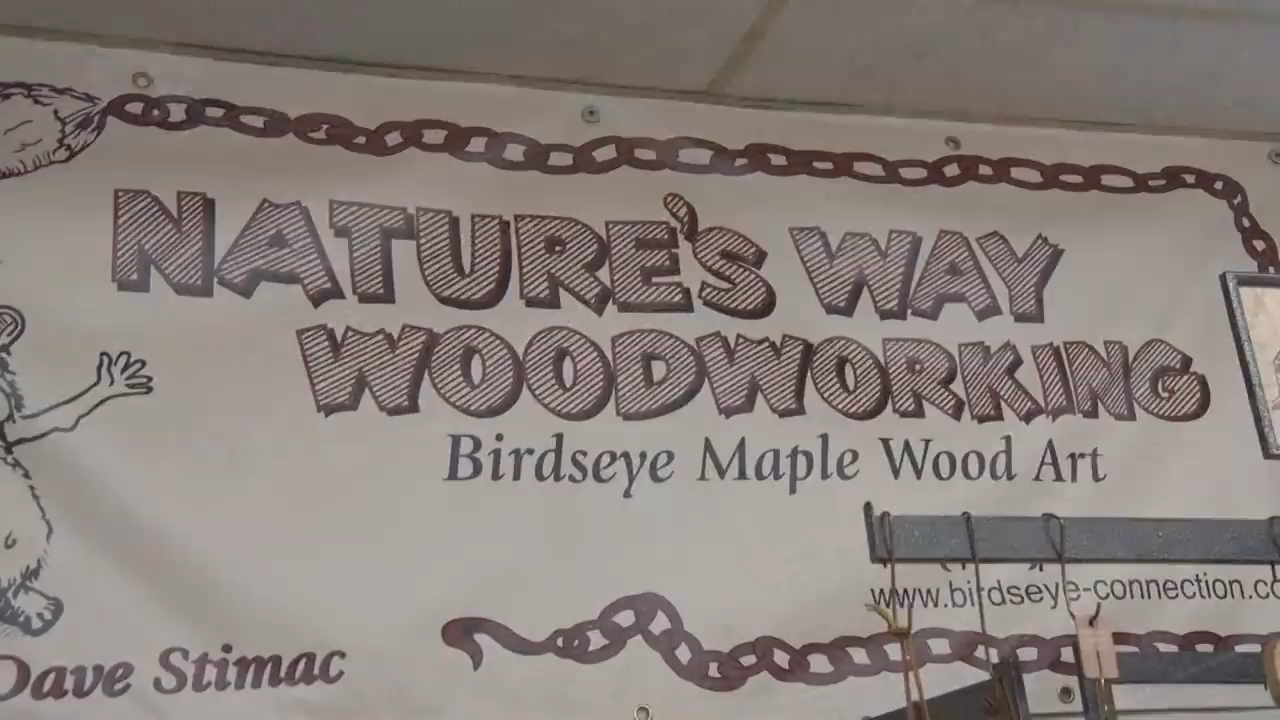 NATURE'S WAY
WOODWORKING
Birdseye Maple Wood Art
www.birdseye-connection.co
Dave Stimac